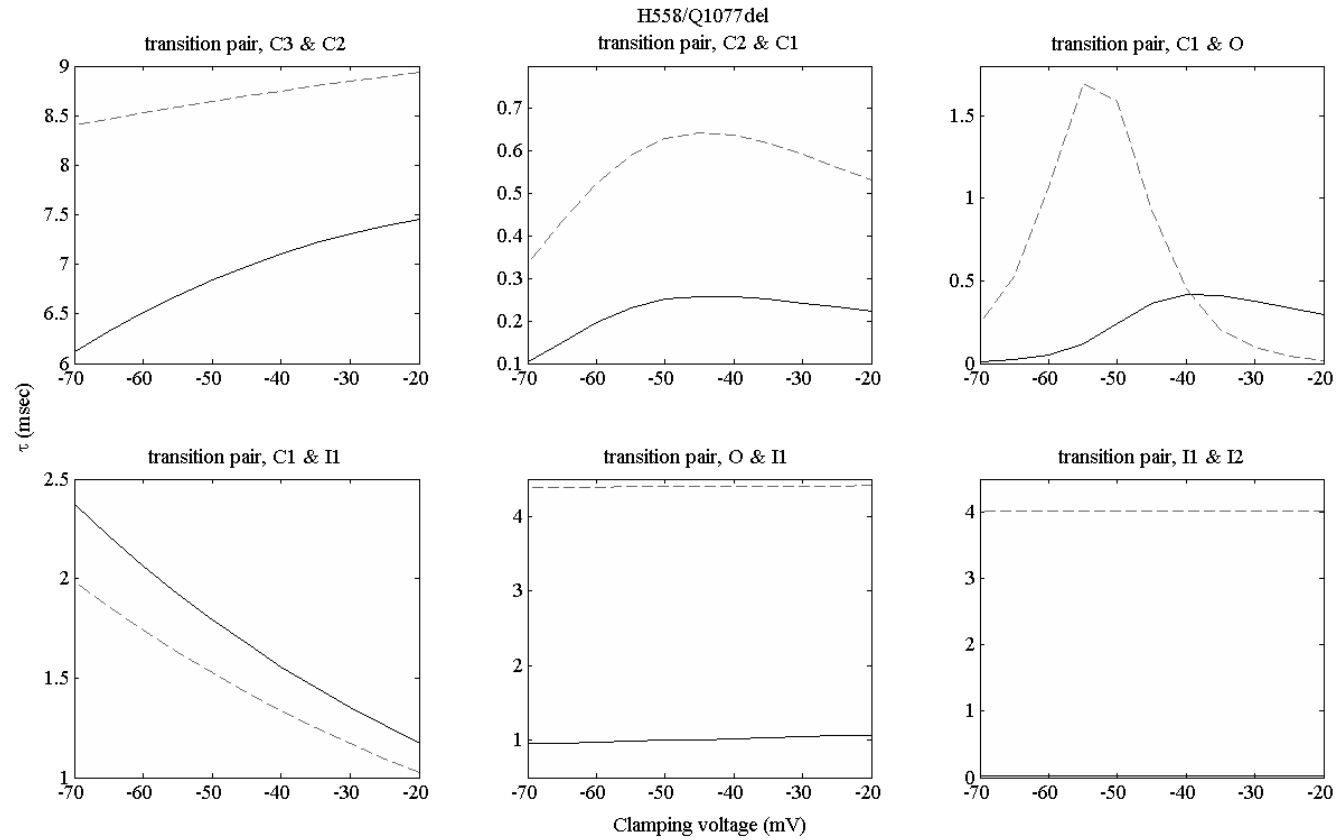 H558/Q1077del
transition pair, C3 & C2
transition pair, C2 & C1
transition pair, C1 & O
9
8.5
8
7.5
7
6.5
6
-70 -60 -50 -40 -30 -20
0.7
0.6
0.5
0.4
0.3
0.2
0.1
-70 -60 -50 -40 -30 -20
1.5
1
0.5
0
-70 -60 -50 -40 -30 -20
τ (msec)
transition pair, C1 & I1
transition pair, O & I1
transition pair, I1 & I2
2.5
2
1.5
1
-70 -60 -50 -40 -30 -20
4
3
2
1
-70 -60 -50 -40 -30 -20
4
3
2
1
0
-70 -60 -50 -40 -30 -20
Clamping voltage (mV)